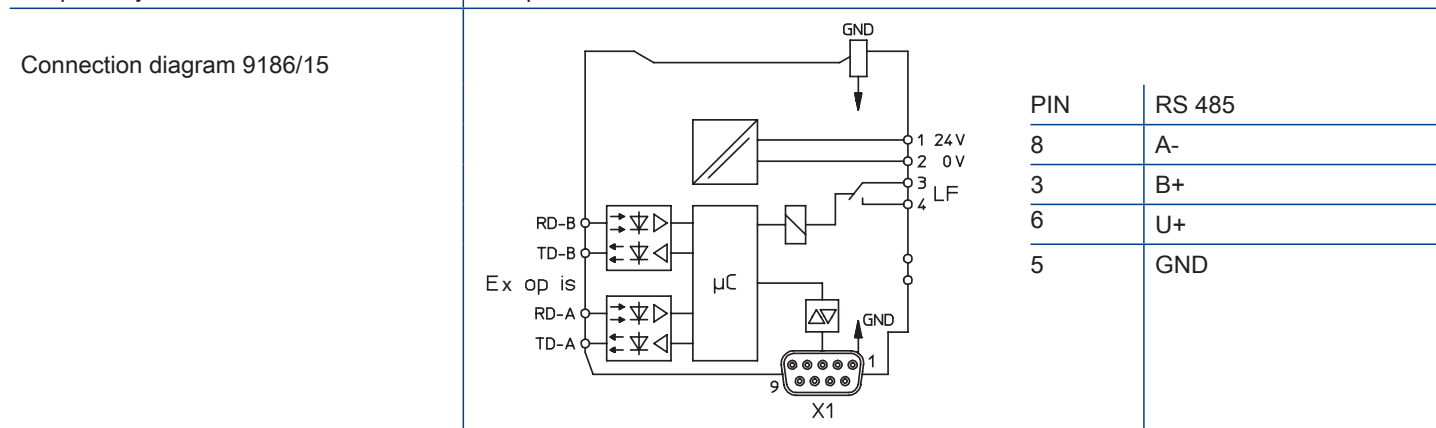 Connection diagram 9186/15
GND
1 24V
2 0V
3
4
LF
RD-B
TD-B
Ex op is
RD-A
TD-A
µC
GND
1
9
X1
PIN RS 485
8 A-
3 B+
6 U+
5 GND